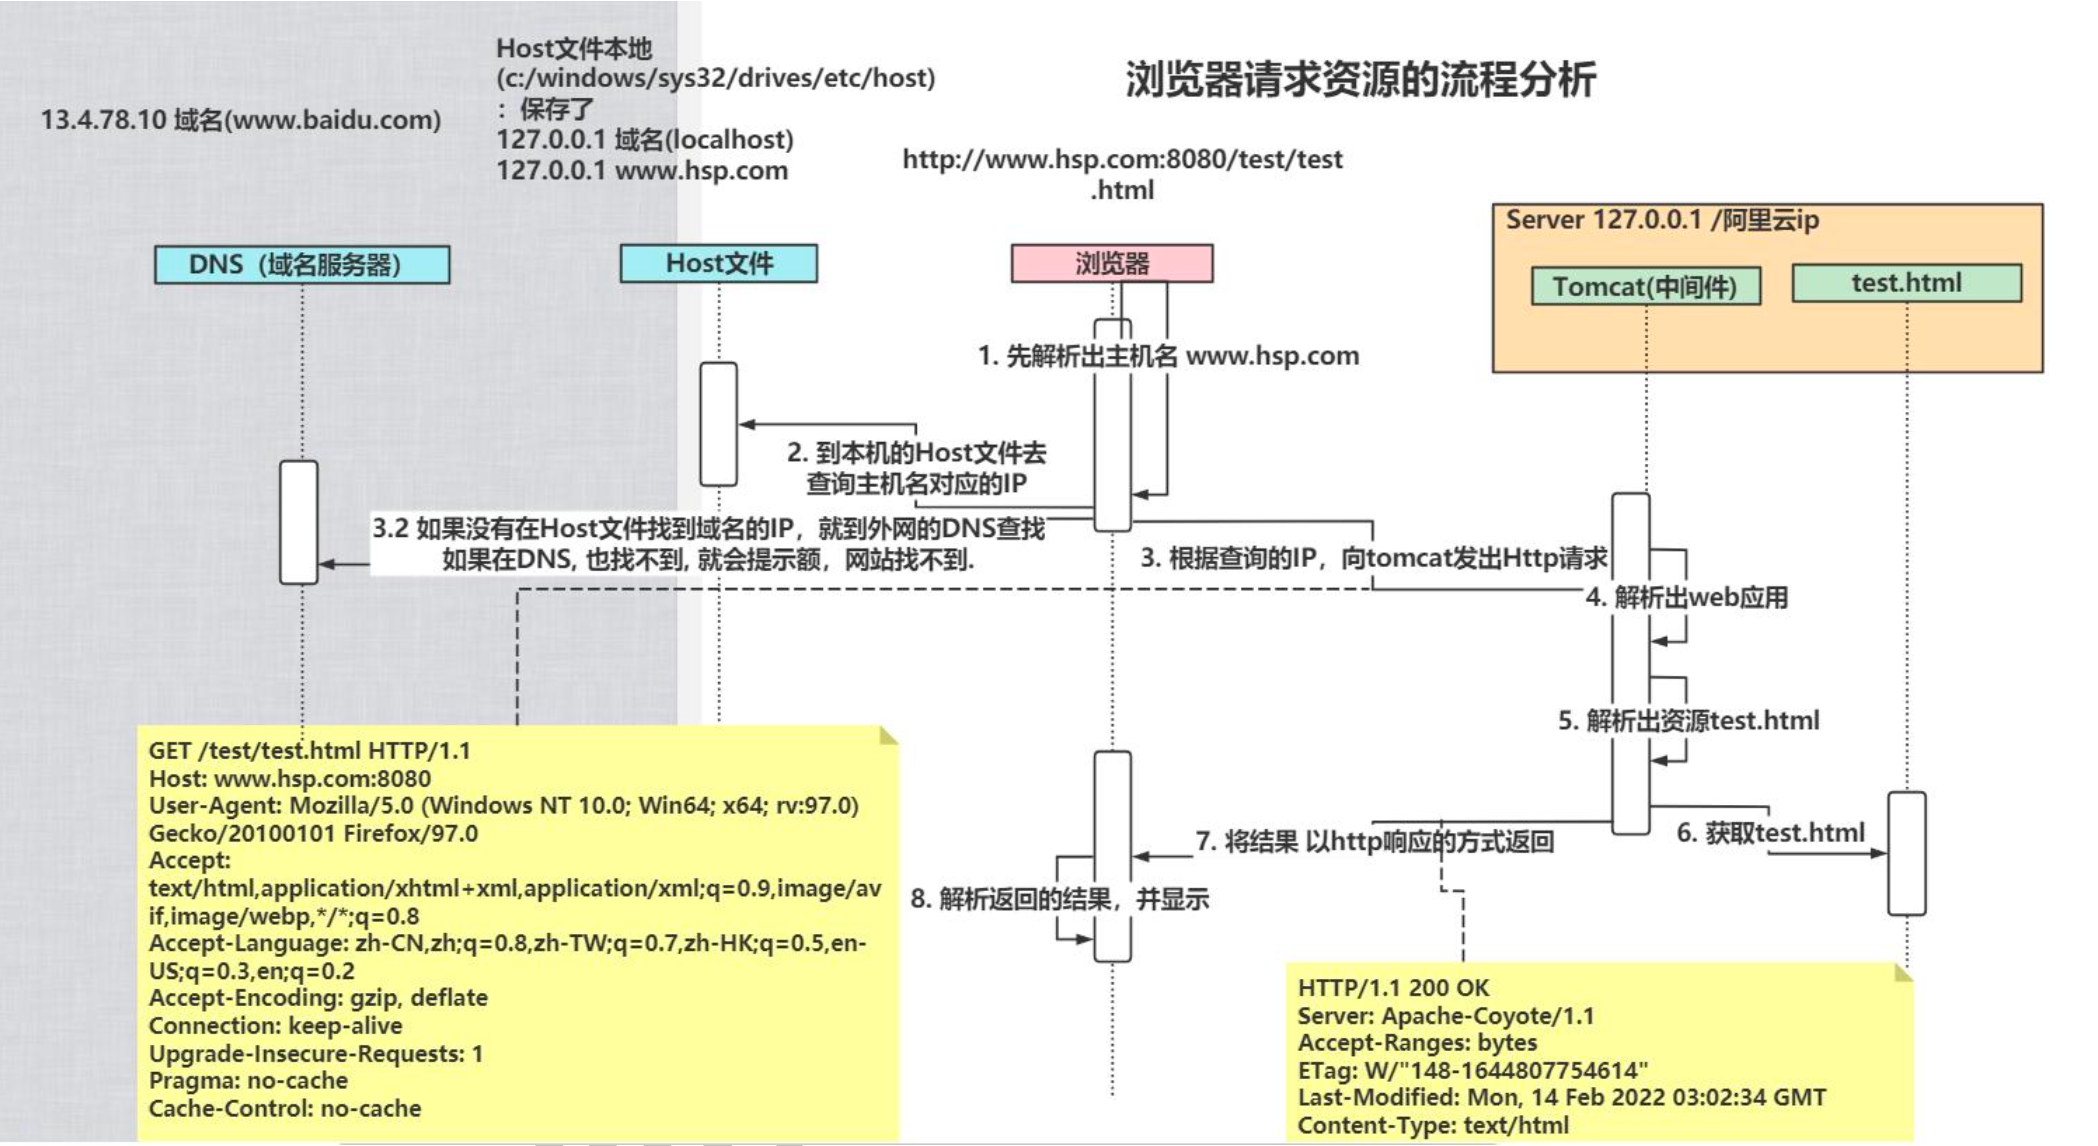 浏览器请求资源的流程分析
13.4.78.10 域名(www.baidu.com)
Host文件本地
(c:/windows/sys32/drives/etc/host)
：保存了
127.0.0.1 域名(localhost)
127.0.0.1 www.hsp.com
http://www.hsp.com:8080/test/test
.html
Server 127.0.0.1 /阿里云ip
DNS（域名服务器）
Host文件
浏览器
Tomcat(中间件)
test.html
1. 先解析出主机名 www.hsp.com
2. 到本机的Host文件去
查询主机名对应的IP
3.2 如果没有在Host文件找到域名的IP，就到外网的DNS查找
如果在DNS, 也找不到, 就会提示额，网站找不到.
3. 根据查询的IP，向tomcat发出Http请求
4. 解析出web应用
5. 解析出资源test.html
6. 获取test.html
7. 将结果 以http响应的方式返回
8. 解析返回的结果，并显示
GET /test/test.html HTTP/1.1
Host: www.hsp.com:8080
User-Agent: Mozilla/5.0 (Windows NT 10.0; Win64; x64; rv:97.0)
Gecko/20100101 Firefox/97.0
Accept:
text/html,application/xhtml+xml,application/xml;q=0.9,image/av
if,image/webp,*/*;q=0.8
Accept-Language: zh-CN,zh;q=0.8,zh-TW;q=0.7,zh-HK;q=0.5,en-
US;q=0.3,en;q=0.2
Accept-Encoding: gzip, deflate
Connection: keep-alive
Upgrade-Insecure-Requests: 1
Pragma: no-cache
Cache-Control: no-cache
HTTP/1.1 200 OK
Server: Apache-Coyote/1.1
Accept-Ranges: bytes
ETag: W/"148-1644807754614"
Last-Modified: Mon, 14 Feb 2022 03:02:34 GMT
Content-Type: text/html